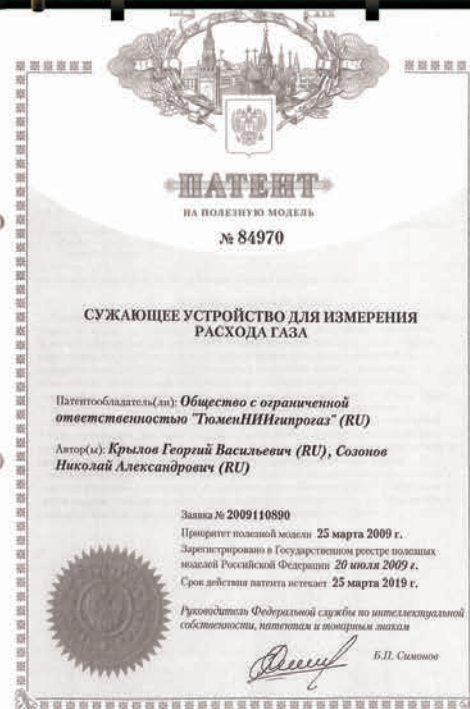 ПАТЕНТ
НА ПОЛЕЗНУЮ МОДЕЛЬ
№ 84970
СУЖАЮЩЕЕ УСТРОЙСТВО ДЛЯ ИЗМЕРЕНИЯ
РАСХОДА ГАЗА
Патентообладатель(ли): Общество с ограниченной
ответственностью "ТюменНИИгипрогаз" (RU)
Автор(ы): Крылов Георгий Васильевич (RU), Созонов
Николай Александрович (RU)
Заявка № 2009110890
Приоритет полезной модели 25 марта 2009 г.
Зарегистрировано в Государственном реестре полезных
моделей Российской Федерации 20 июля 2009 г.
Срок действия патента истекает 25 марта 2019 г.
Руководитель Федеральной службы по интеллектуальной
собственности, патентам и товарным знакам
Б.П. Симонов